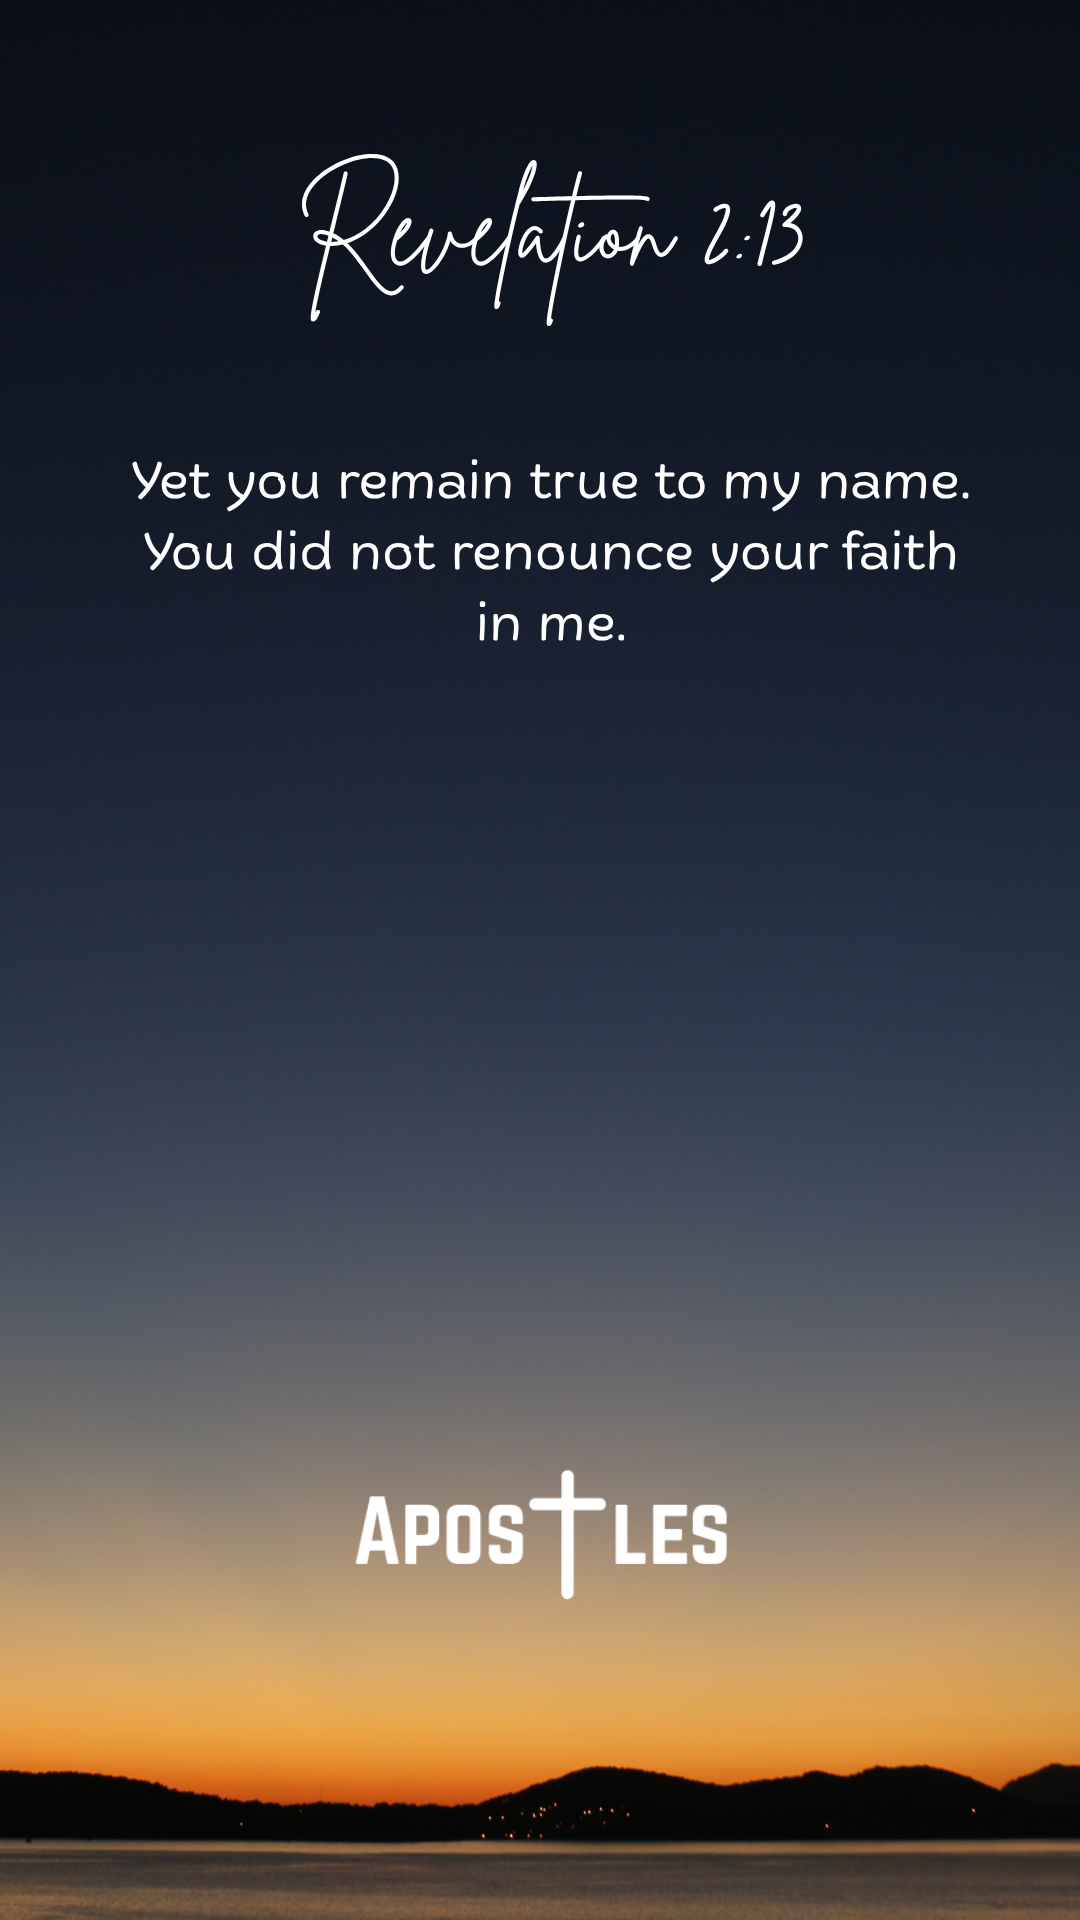 Revelation 2:13
Yet you remain true to my name.
You did not renounce your faith
in me.
APOSTLES